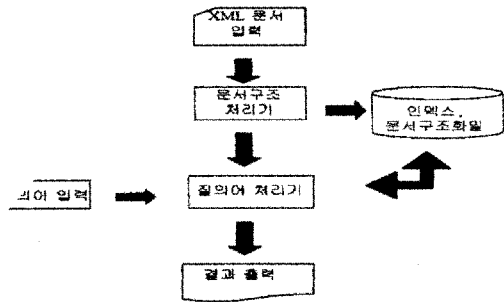 XML 문서
입력
문서구조
처리기
인덱스,
문서구조화일
의어 입력
질의어 처리기
결과 출력